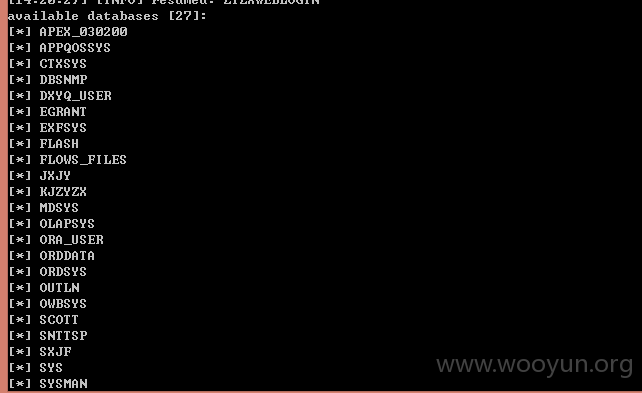 [14:20:27] [INFO] resumed: ZYZXWEBLOGIN
available databases [27]:
[*] APEX_030200
[*] APPQOSSYS
[*] CTXSYS
[*] DBSNMP
[*] DXYQ_USER
[*] EGRANT
[*] EXFSYS
[*] FLASH
[*] FLOWS_FILES
[*] JXJY
[*] KJZYZX
[*] MDSYS
[*] OLAPSYS
[*] ORA_USER
[*] ORDDATA
[*] ORDSYS
[*] OUTLN
[*] OWBSYS
[*] SCOTT
[*] SNTTSP
[*] SXJF
[*] SYS
[*] SYSMAN
www.wooyun.org